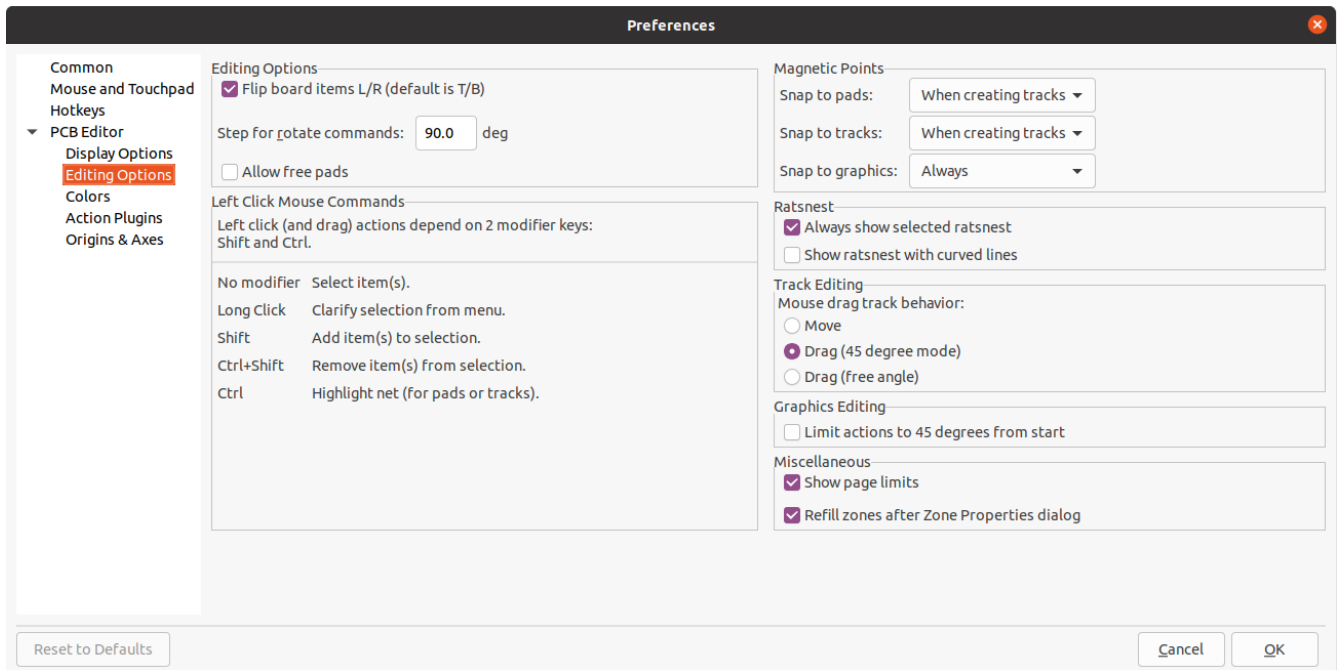 Preferences
Common
Mouse and Touchpad
Hotkeys
PCB Editor
Display Options
Editing Options
Colors
Action Plugins
Origins & Axes
Editing Options
Flip board items L/R (default is T/B)
Step for rotate commands: 90.0 deg
Allow free pads
Left Click Mouse Commands
Left click (and drag) actions depend on 2 modifier keys:
Shift and Ctrl.
No modifier Select item(s).
Long Click Clarify selection from menu.
Shift Add item(s) to selection.
Ctrl+Shift Remove item(s) from selection.
Ctrl Highlight net (for pads or tracks).
Magnetic Points
Snap to pads: When creating tracks
Snap to tracks: When creating tracks
Snap to graphics: Always
Ratsnest
Always show selected ratsnest
Show ratsnest with curved lines
Track Editing
Mouse drag track behavior:
Move
Drag (45 degree mode)
Drag (free angle)
Graphics Editing
Limit actions to 45 degrees from start
Miscellaneous
Show page limits
Refill zones after Zone Properties dialog
Reset to Defaults
Cancel
OK